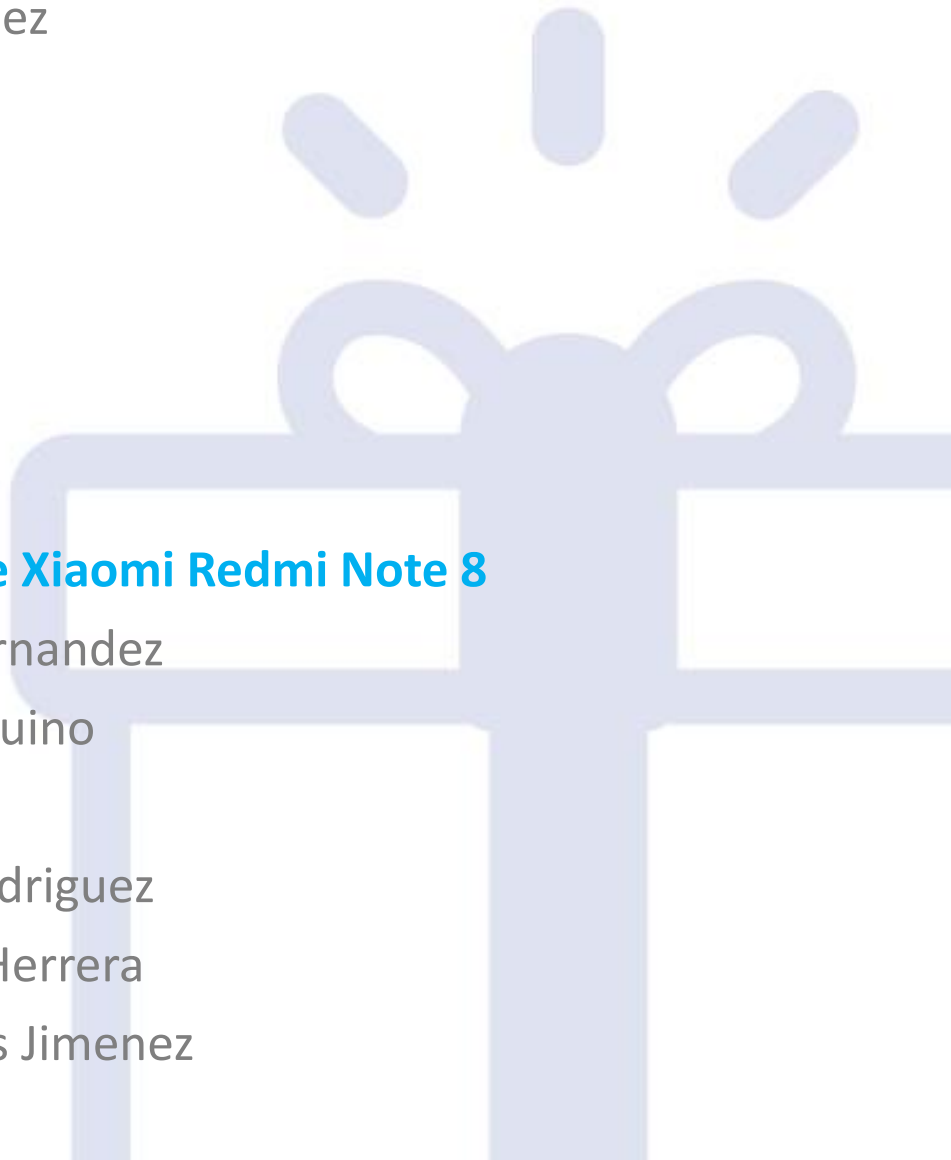 ez
e Xiaomi Redmi Note 8
rnandez
uino
driguez
Herrera
s Jimenez